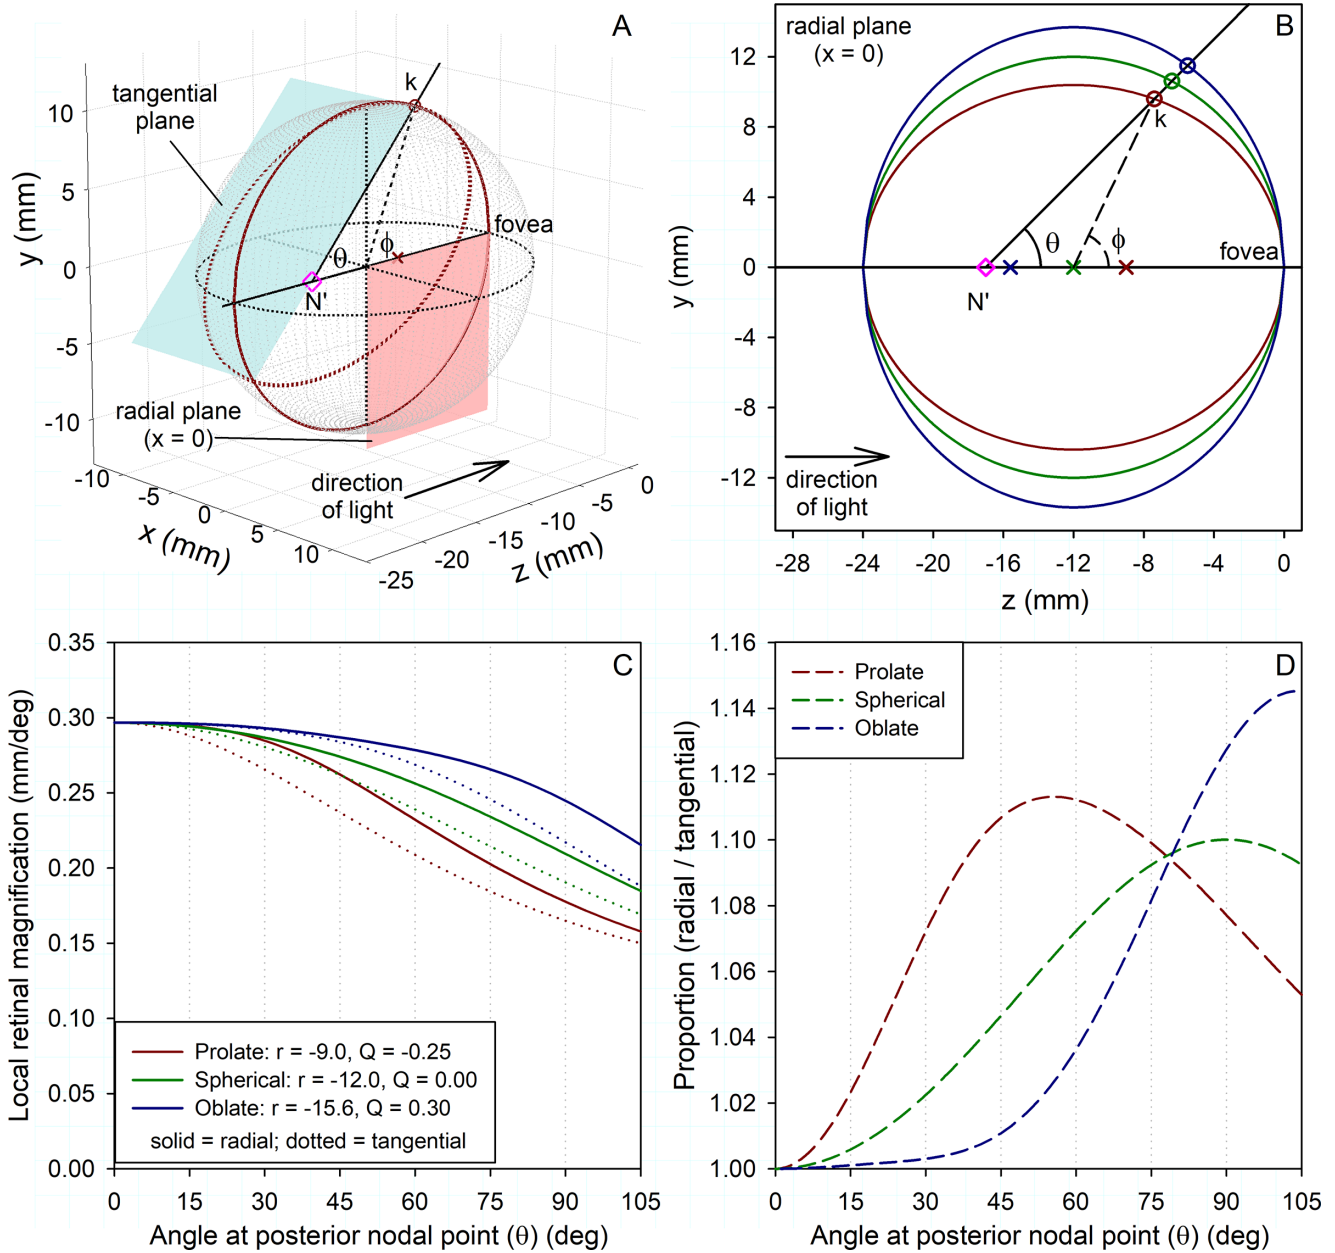 A
tangential
plane
k
fovea
θ
ϕ
N'
y (mm)
10
5
0
-5
-10
radial plane
(x = 0)
direction
of light
-10
-5
0
5
10
x (mm)
-25
-20
-15
-10
-5
0
z (mm)
B
radial plane
(x = 0)
k
θ
ϕ
fovea
N'
y (mm)
12
8
4
0
-4
-8
-12
direction
of light
-28 -24 -20 -16 -12 -8 -4 0
z (mm)
C
Local retinal magnification (mm/deg)
0.35
0.30
0.25
0.20
0.15
0.10
0.05
0.00
Prolate: r = -9.0, Q = -0.25
Spherical: r = -12.0, Q = 0.00
Oblate: r = -15.6, Q = 0.30
solid = radial; dotted = tangential
0 15 30 45 60 75 90 105
Angle at posterior nodal point (θ) (deg)
D
Proportion (radial / tangential)
1.16
1.14
1.12
1.10
1.08
1.06
1.04
1.02
1.00
Prolate
Spherical
Oblate
0 15 30 45 60 75 90 105
Angle at posterior nodal point (θ) (deg)